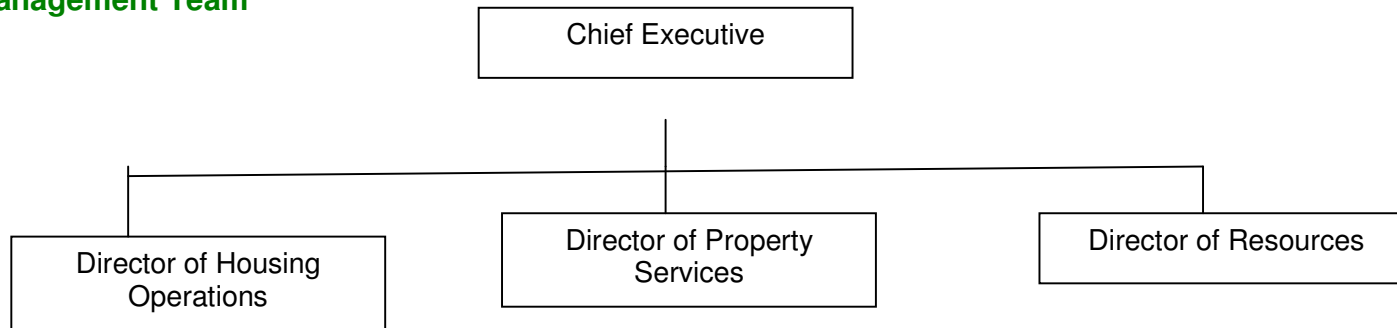 anagement Team
Chief Executive
Director of Housing
Operations
Director of Property
Services
Director of Resources